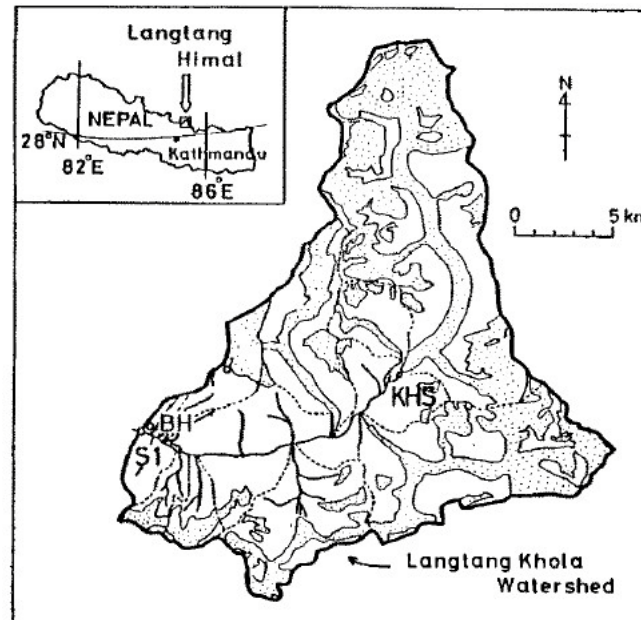 Langtang
Himal
NEPAL
28°N
82°E
Kathmandu
86°E
N
0 5 km
KHS
BH
S1
Langtang Khola
Watershed